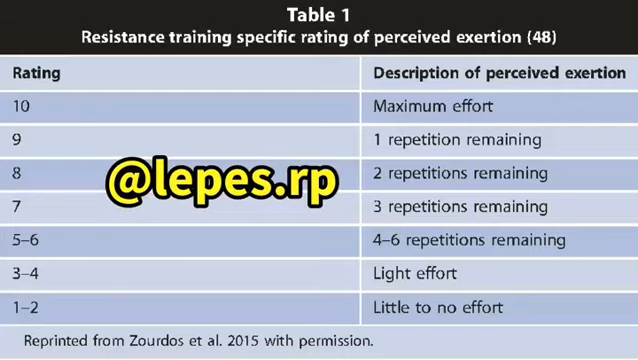 Table 1
Resistance training specific rating of perceived exertion (48)
Rating Description of perceived exertion
10 Maximum effort
9 1 repetition remaining
8 2 repetitions remaining
@lepes.rp
7 3 repetitions remaining
5–6 4–6 repetitions remaining
3–4 Light effort
1–2 Little to no effort
Reprinted from Zourdos et al. 2015 with permission.